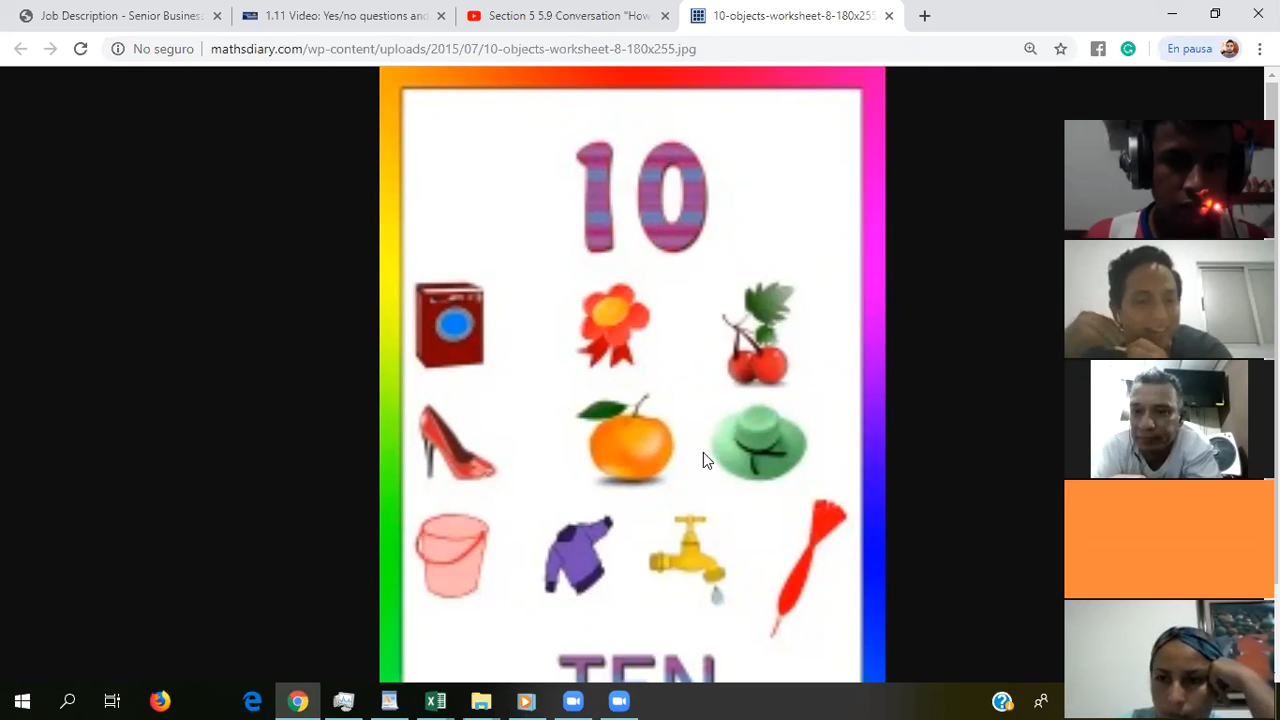 Job Description - Senior Busines
1.11 Video: Yes/no questions and
Section 5 5.9 Conversation "How
10-objects-worksheet-8-180x255.
No seguro
mathsdiary.com/wp-content/uploads/2015/07/10-objects-worksheet-8-180x255.jpg
En pausa
10
TEN